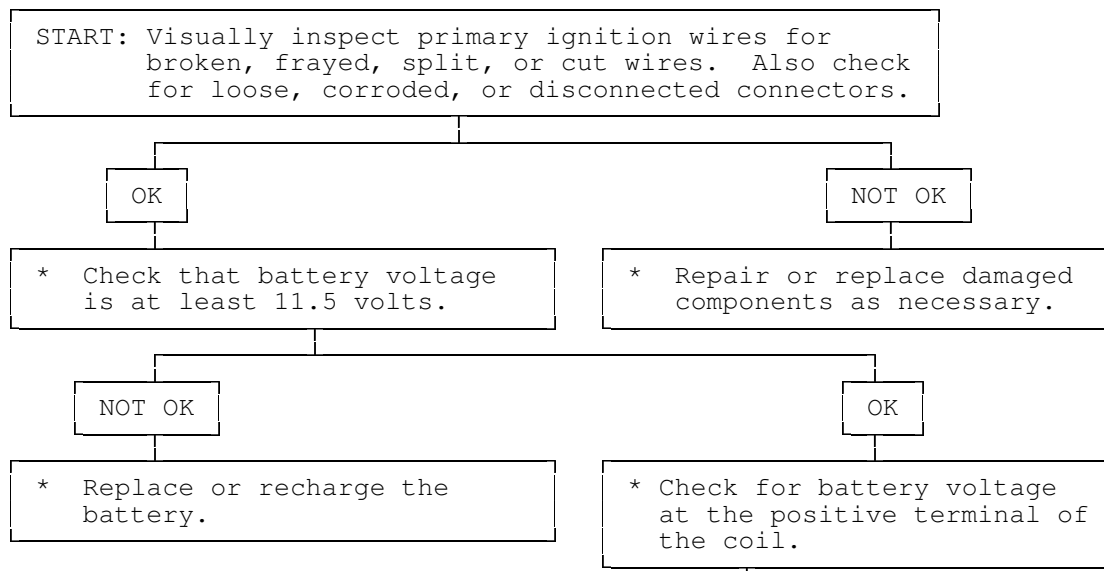 START: Visually inspect primary ignition wires for
broken, frayed, split, or cut wires.  Also check
for loose, corroded, or disconnected connectors.
OK
NOT OK
*  Check that battery voltage
is at least 11.5 volts.
*  Repair or replace damaged
components as necessary.
NOT OK
OK
*  Replace or recharge the
battery.
* Check for battery voltage
at the positive terminal of
the coil.